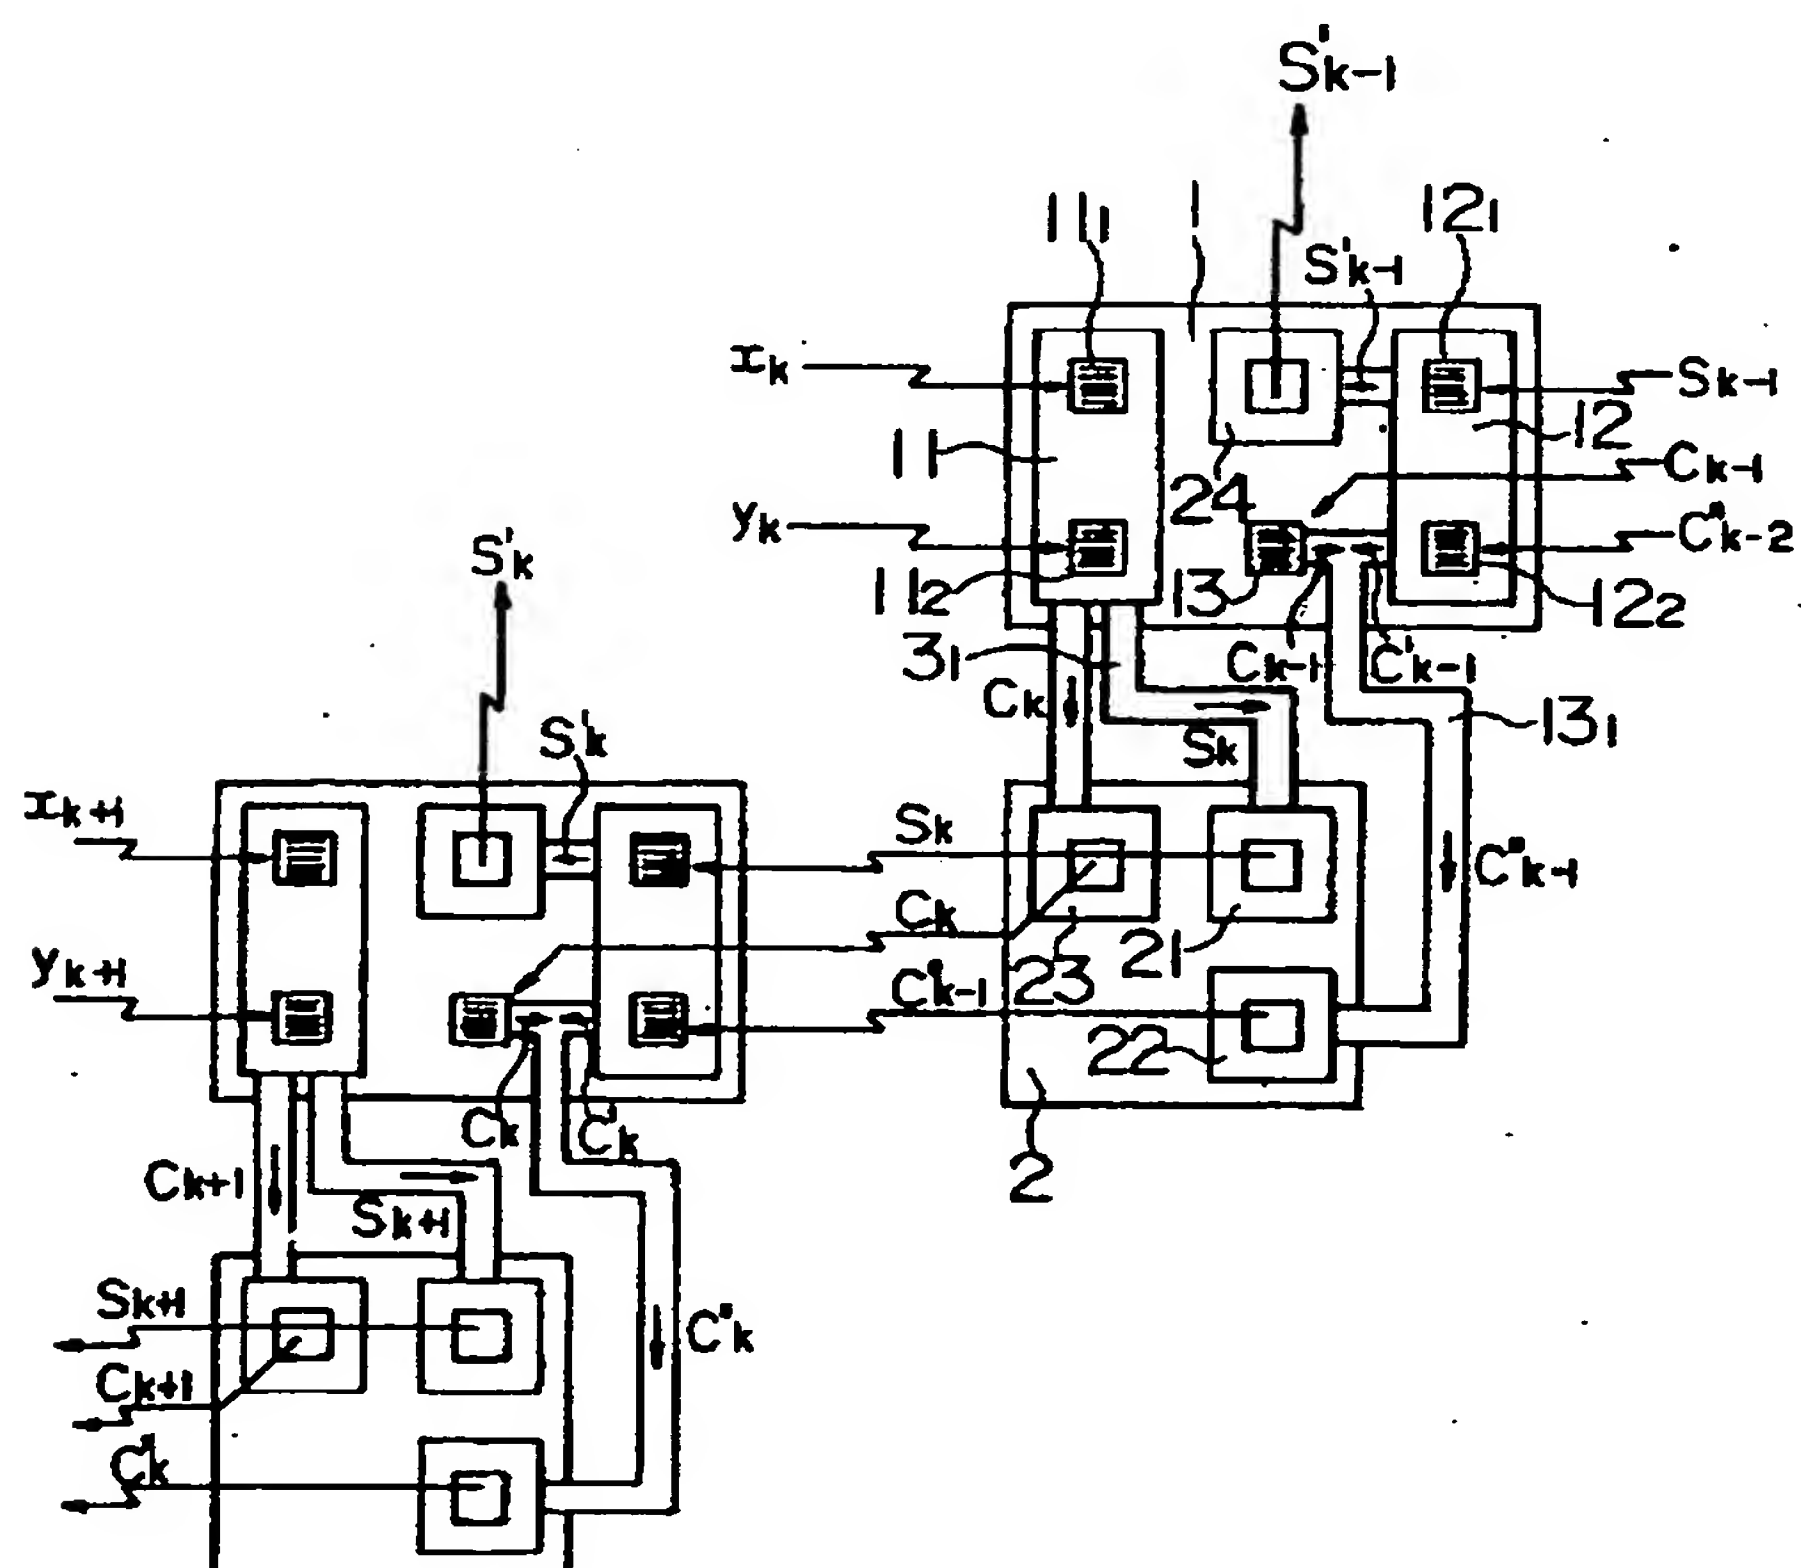 S'k-1
11₁
1
12₁
S'k-1
xk
Sk-1
11
12
24
Ck-1
yk
C"k-2
S'k
11₂
13
12₂
3₁
Ck-1
C'k-1
Ck
13₁
Sk
S'k
xk+1
Sk
C"k-1
Ck
21
yk+1
23
C"k-1
22
Ck
C'k
2
Ck+1
Sk+1
Sk+1
C"k
Ck+1
C"k